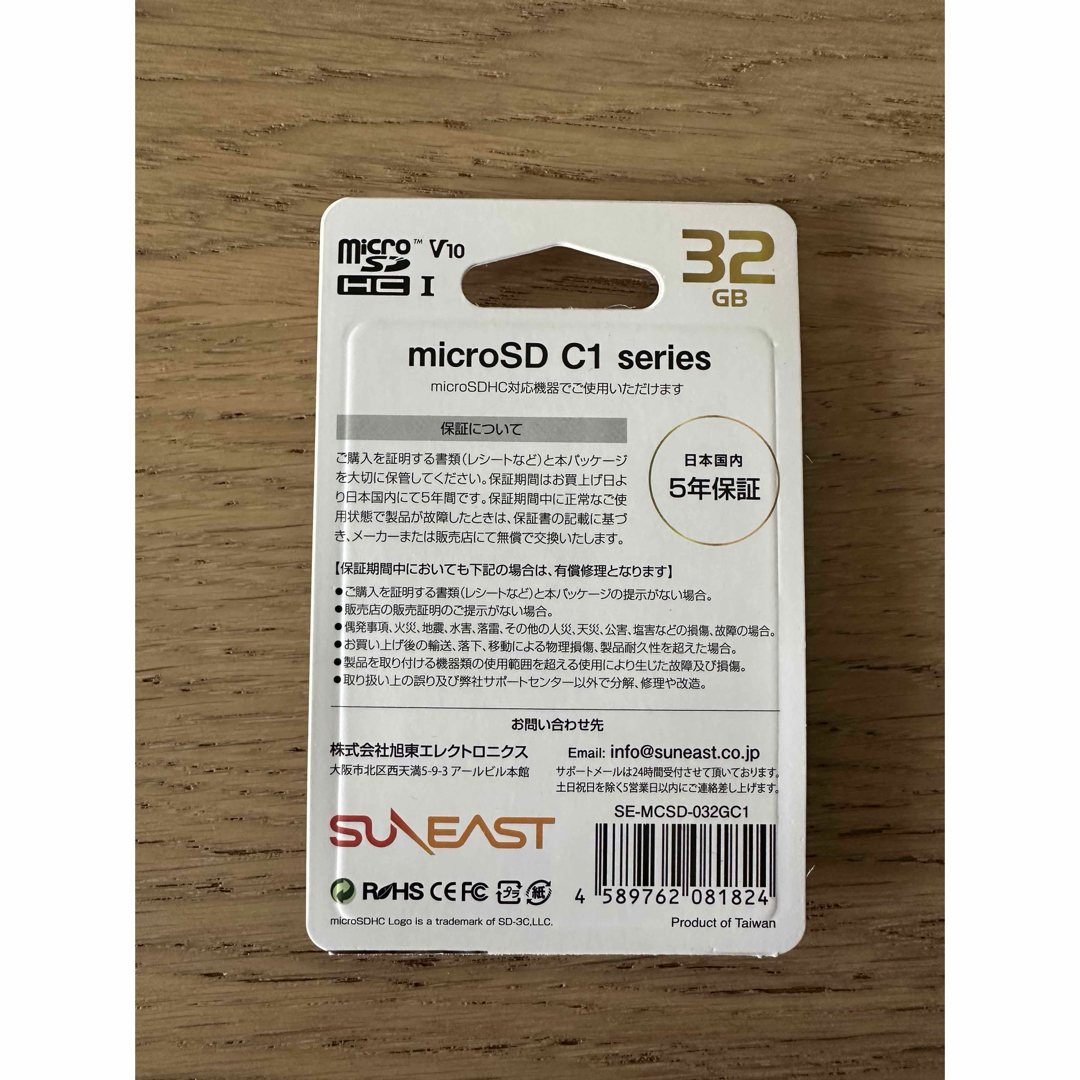 micro SD™ V10
HC I
32
GB
microSD C1 series
microSDHC対応機器でご使用いただけます
保証について
ご購入を証明する書類(レシートなど)と本パッケージ
を大切に保管してください。保証期間はお買上げ日よ
り日本国内にて5年間です。保証期間中に正常なご使
用状態で製品が故障したときは、保証書の記載に基づ
き、メーカーまたは販売店にて無償で交換いたします。
日本国内
5年保証
【保証期間中においても下記の場合は、有償修理となります】
●ご購入を証明する書類(レシートなど)と本パッケージの提示がない場合。
●販売店の販売証明のご提示がない場合。
●偶発事項、火災、地震、水害、落雷、その他の人災、天災、公害、塩害などの損傷、故障の場合。
●お買い上げ後の輸送、落下、移動による物理損傷、製品耐久性を超えた場合。
●製品を取り付ける機器類の使用範囲を超える使用により生じた故障及び損傷。
●取り扱い上の誤り及び弊社サポートセンター以外で分解、修理や改造。
お問い合わせ先
株式会社旭東エレクトロニクス
大阪市北区西天満5-9-3 アールビル本館
Email: info@suneast.co.jp
サポートメールは24時間受付させて頂いております。
土日祝日を除く5営業日以内にご連絡差し上げます。
SUNEAST
SE-MCSD-032GC1
4 589762 081824
RoHS CE FC プラ 紙
microSDHC Logo is a trademark of SD-3C,LLC.
Product of Taiwan